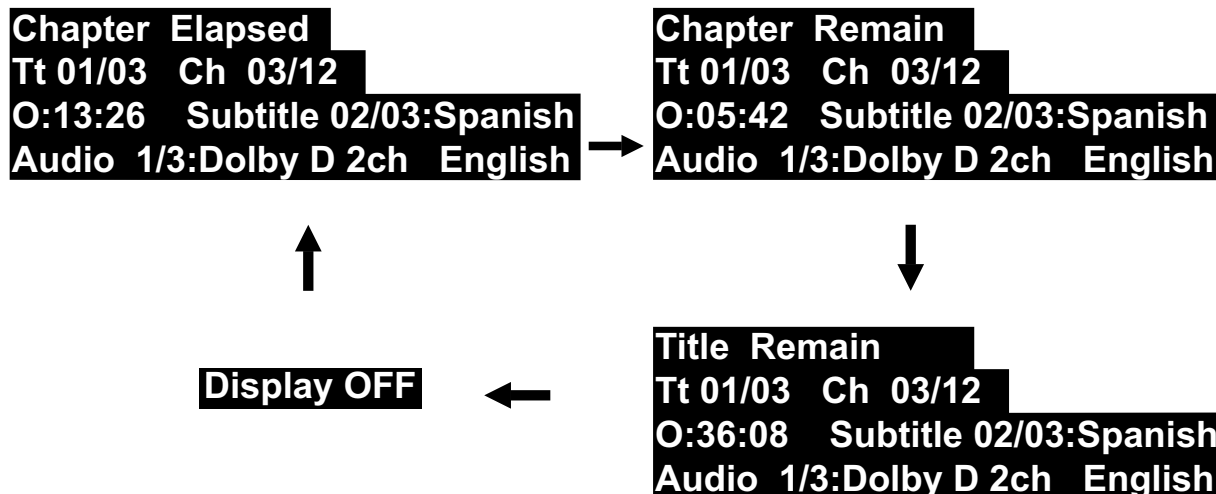 Chapter Elapsed
Tt 01/03 Ch 03/12
O:13:26 Subtitle 02/03:Spanish
Audio 1/3:Dolby D 2ch English
Chapter Remain
Tt 01/03 Ch 03/12
O:05:42 Subtitle 02/03:Spanish
Audio 1/3:Dolby D 2ch English
Title Remain
Tt 01/03 Ch 03/12
O:36:08 Subtitle 02/03:Spanish
Audio 1/3:Dolby D 2ch English
Display OFF